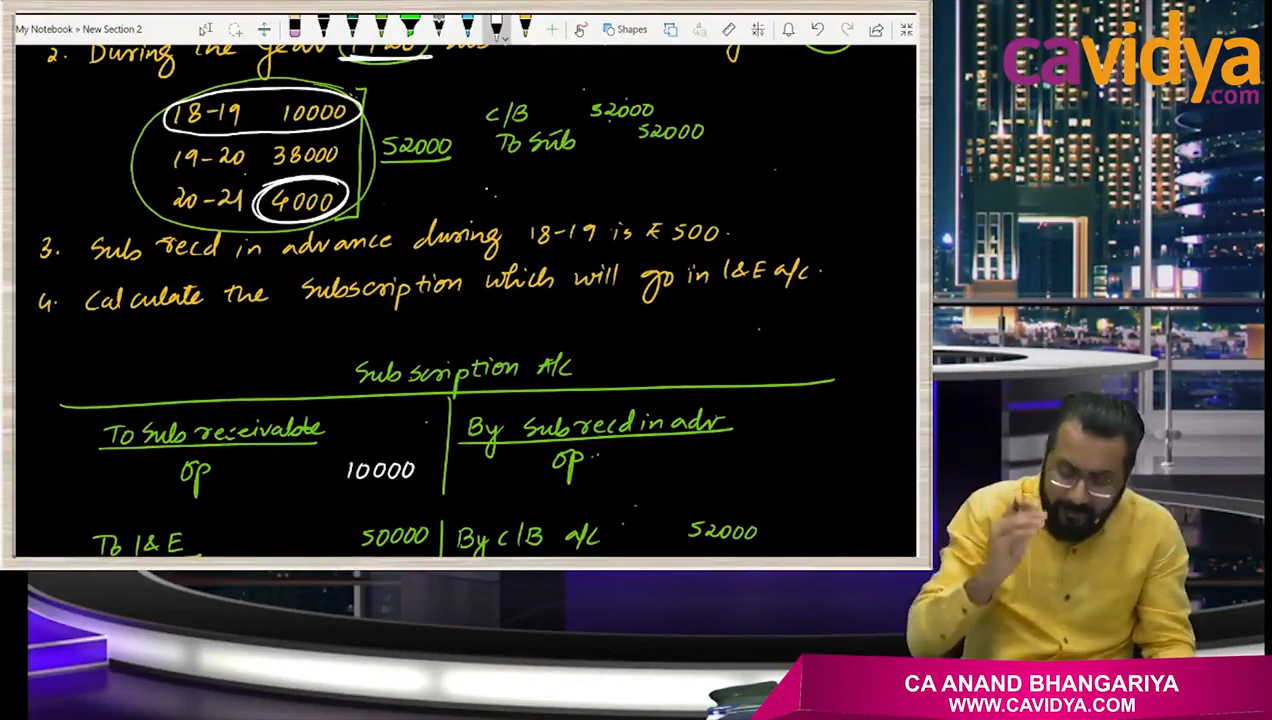 My Notebook » New Section 2
Shapes
cavidya
.com
2. During the year
18-19 10000
19-20 38000
20-21 4000
52000
C/B 52000
To Sub 52000
3. Sub recd in advance during 18-19 is ₹ 500.
4. Calculate the Subscription which will go in I&E a/c.
Subscription A/c
To Sub receivable
By Sub recd in adv
op 10000
op
To I&E 50000
By C/B a/c 52000
CA ANAND BHANGARIYA
WWW.CAVIDYA.COM